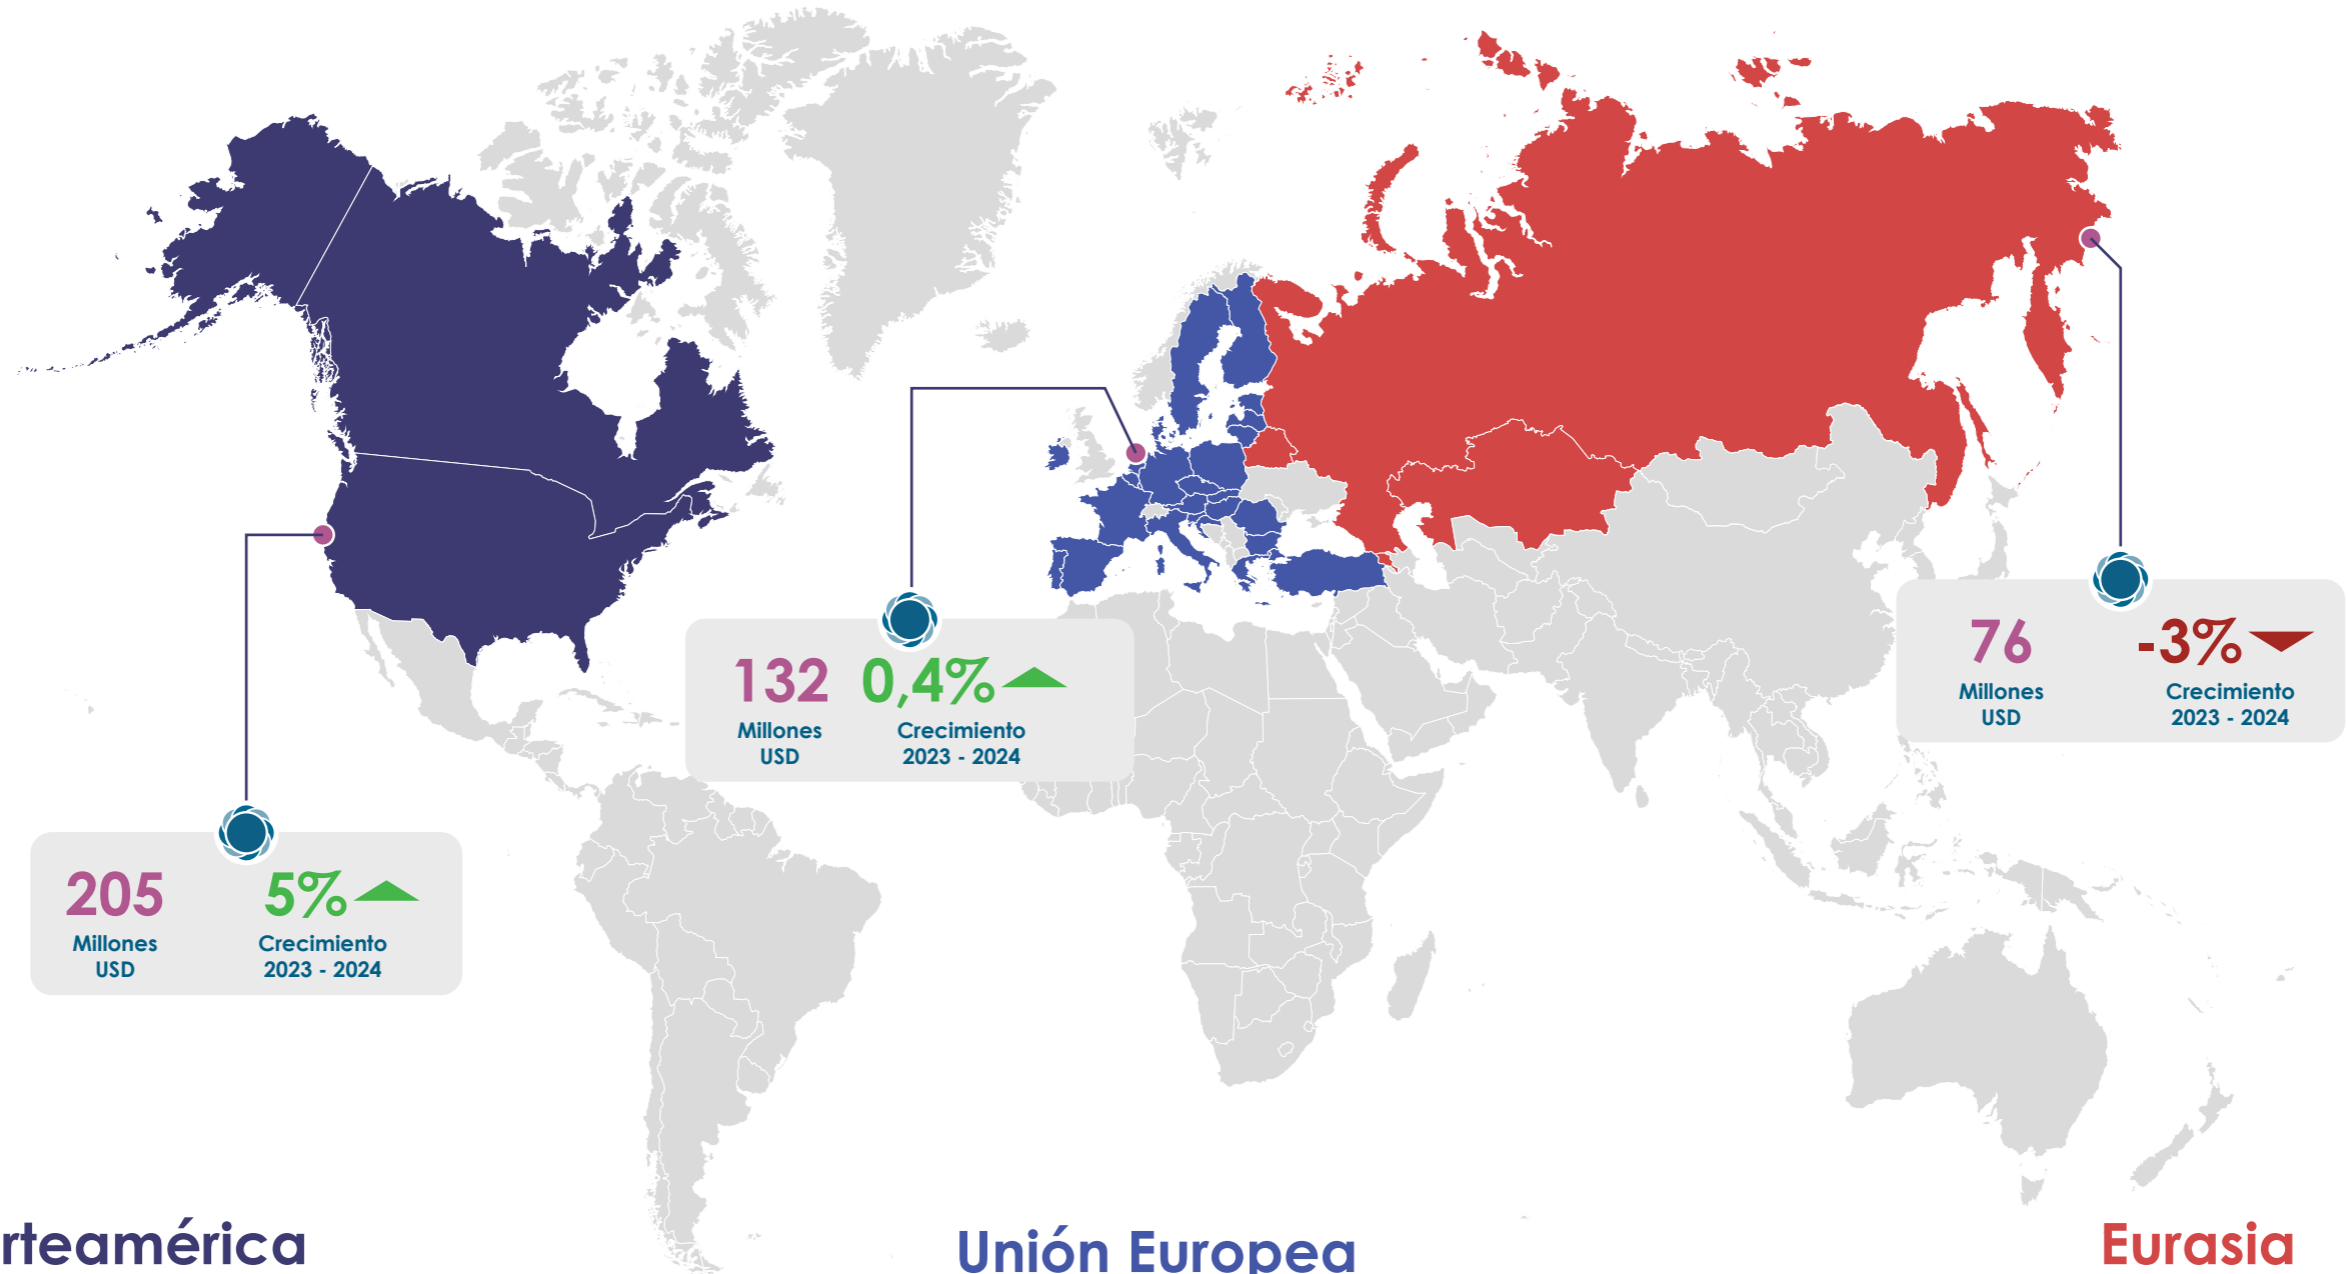 132 0,4%
Millones Crecimiento
USD 2023 - 2024
76 -3%
Millones Crecimiento
USD 2023 - 2024
205 5%
Millones Crecimiento
USD 2023 - 2024
rteamérica
Unión Europea
Eurasia